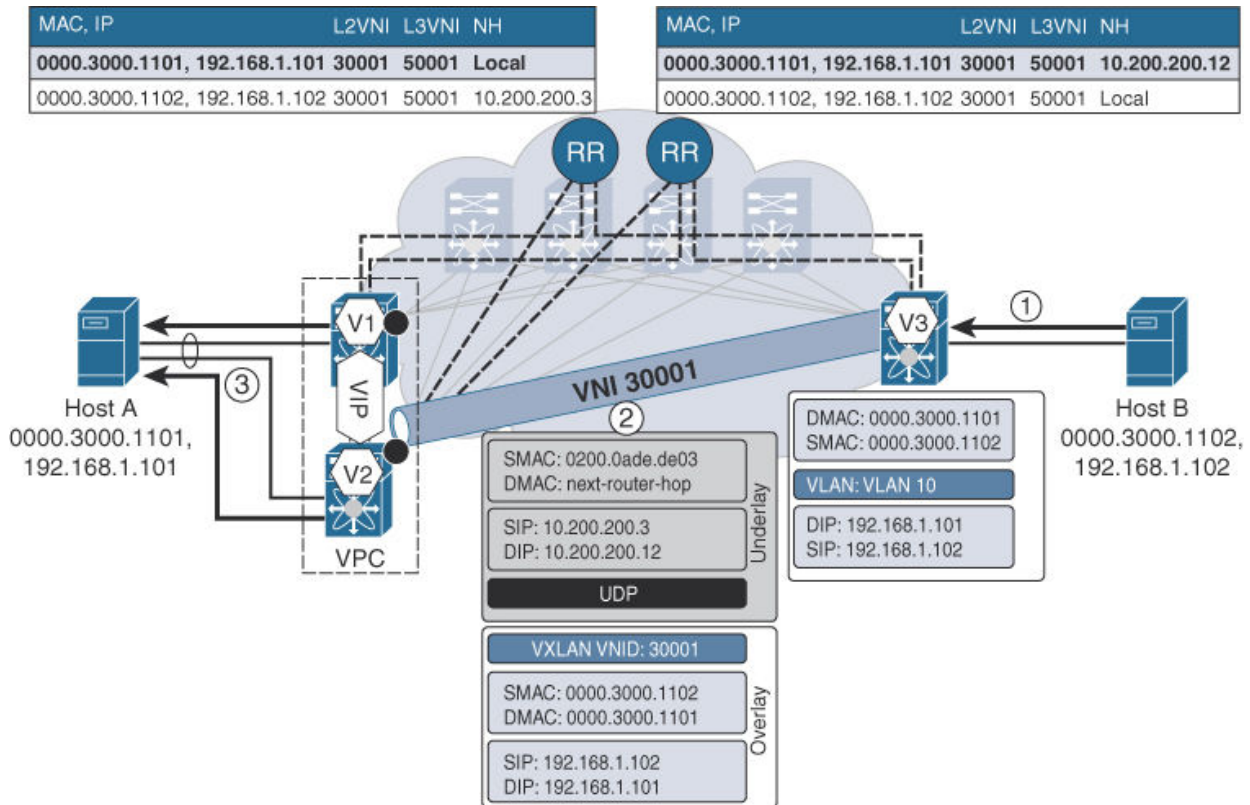 MAC, IP L2VNI L3VNI NH
0000.3000.1101, 192.168.1.101 30001 50001 Local
0000.3000.1102, 192.168.1.102 30001 50001 10.200.200.3
MAC, IP L2VNI L3VNI NH
0000.3000.1101, 192.168.1.101 30001 50001 10.200.200.12
0000.3000.1102, 192.168.1.102 30001 50001 Local
RR
RR
V1
VIP
V2
VPC
V3
1
3
Host A
0000.3000.1101,
192.168.1.101
VNI 30001
2
Host B
0000.3000.1102,
192.168.1.102
SMAC: 0200.0ade.de03
DMAC: next-router-hop
SIP: 10.200.200.3
DIP: 10.200.200.12
UDP
Underlay
VXLAN VNID: 30001
SMAC: 0000.3000.1102
DMAC: 0000.3000.1101
SIP: 192.168.1.102
DIP: 192.168.1.101
Overlay
DMAC: 0000.3000.1101
SMAC: 0000.3000.1102
VLAN: VLAN 10
DIP: 192.168.1.101
SIP: 192.168.1.102